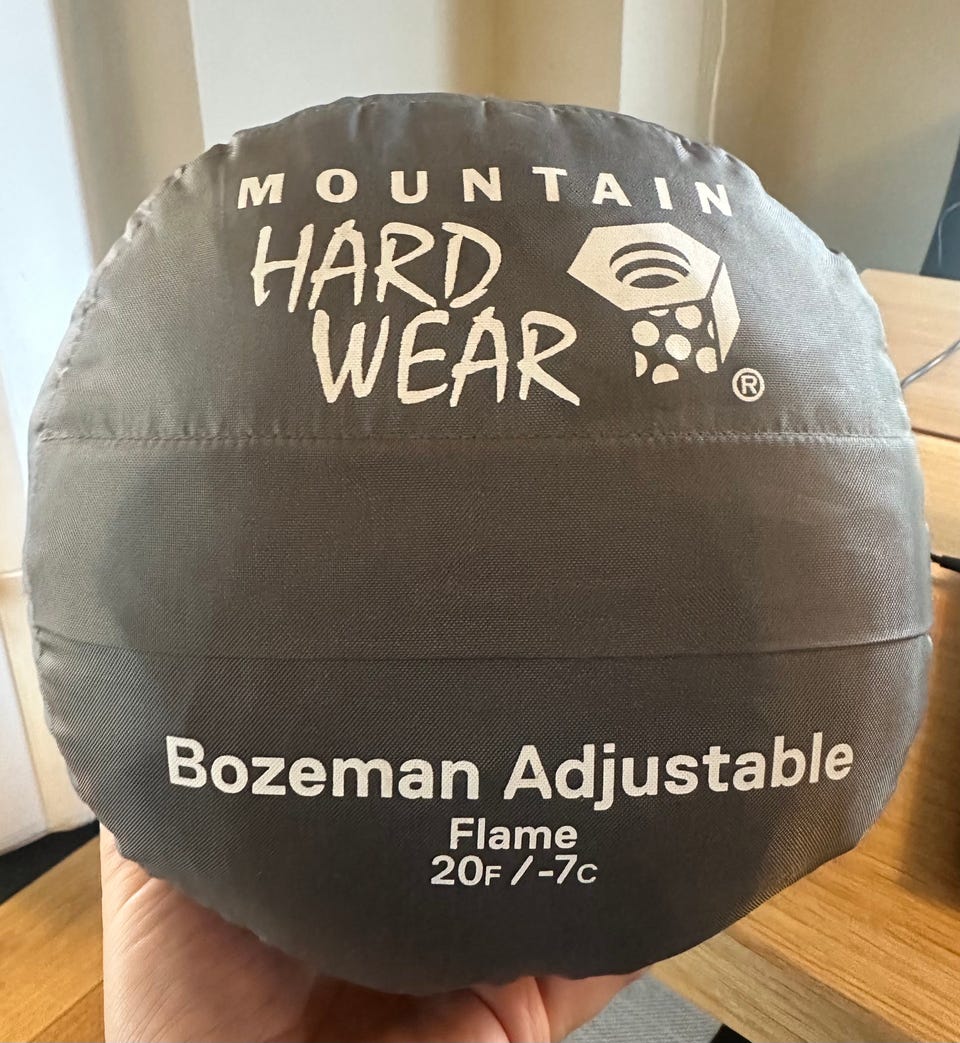 MOUNTAIN
HARD
WEAR
®
Bozeman Adjustable
Flame
20F/-7C